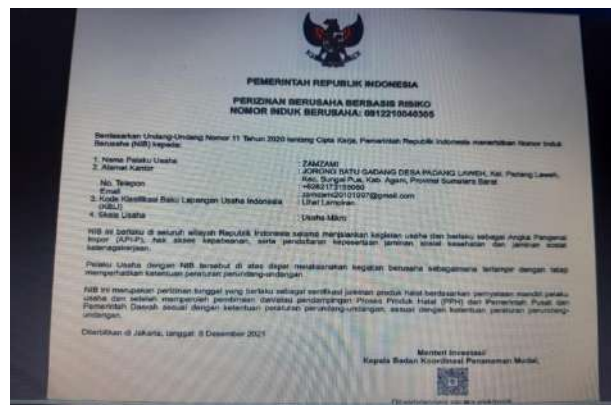 PEMERINTAH REPUBLIK INDONESIA
PERIZINAN BERUSAHA BERBASIS RISIKO
NOMOR INDUK BERUSAHA: 0912210040305
Berdasarkan Undang-Undang Nomor 11 Tahun 2020 tentang Cipta Kerja, Pemerintah Republik Indonesia menerbitkan Nomor Induk
Berusaha (NIB) kepada:
1. Nama Pelaku Usaha : ZAMZAMI
2. Alamat Kantor : JORONG BATU GADANG DESA PADANG LAWEH, Kel. Padang Laweh,
Kec. Sungai Pua, Kab. Agam, Provinsi Sumatera Barat
No. Telepon
Email
3. Kode Klasifikasi Baku Lapangan Usaha Indonesia : Lihat Lampiran
(KBLI)
4. Skala Usaha : Usaha Mikro
NIB ini berlaku di seluruh wilayah Republik Indonesia selama menjalankan kegiatan usaha dan berlaku sebagai Angka Pengenal
Impor (API-P), hak akses kepabeanan, serta pendaftaran kepesertaan jaminan sosial kesehatan dan jaminan sosial
ketenagakerjaan.
Pelaku Usaha dengan NIB tersebut di atas dapat melaksanakan kegiatan berusaha sebagaimana terlampir dengan tetap
memperhatikan ketentuan peraturan perundang-undangan.
NIB ini merupakan perizinan tunggal yang berlaku sebagai sertifikasi jaminan produk halal berdasarkan pernyataan mandiri pelaku
usaha dan setelah memperoleh pembinaan dan/atau pendampingan Proses Produk Halal (PPH) dari Pemerintah Pusat dan
Pemerintah Daerah sesuai dengan ketentuan peraturan perundang-undangan, sesuai dengan ketentuan peraturan perundang-
undangan.
Diterbitkan di Jakarta, tanggal: 8 Desember 2021
Menteri Investasi/
Kepala Badan Koordinasi Penanaman Modal,